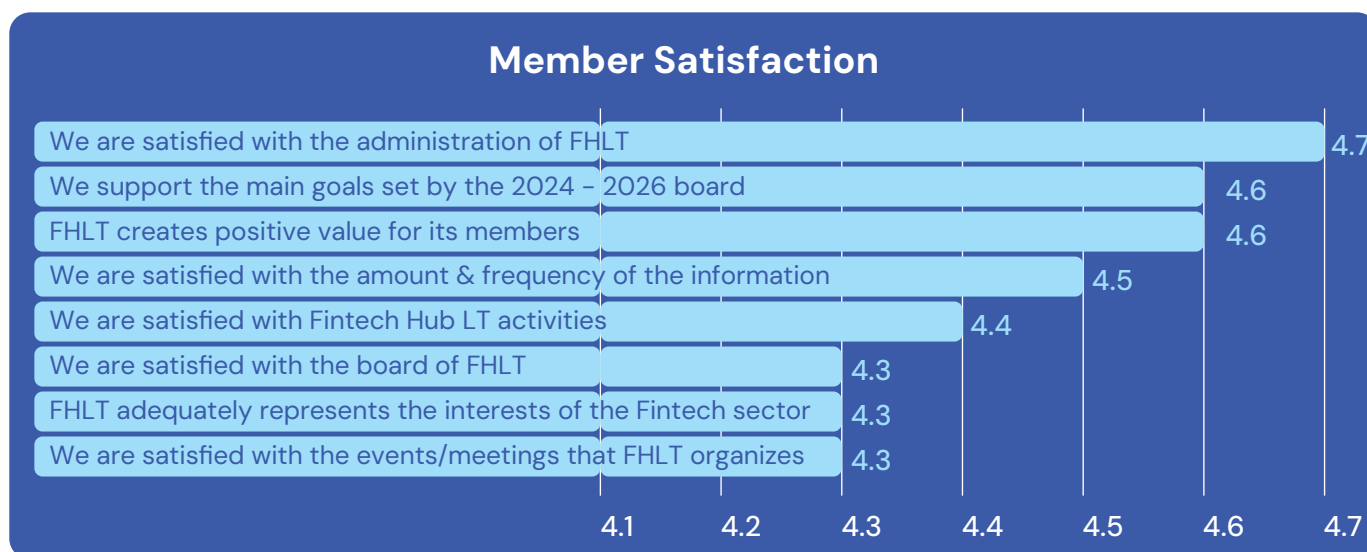 Member Satisfaction
We are satisfied with the administration of FHLT 4.7
We support the main goals set by the 2024 - 2026 board 4.6
FHLT creates positive value for its members 4.6
We are satisfied with the amount & frequency of the information 4.5
We are satisfied with Fintech Hub LT activities 4.4
We are satisfied with the board of FHLT 4.3
FHLT adequately represents the interests of the Fintech sector 4.3
We are satisfied with the events/meetings that FHLT organizes 4.3
4.1 4.2 4.3 4.4 4.5 4.6 4.7